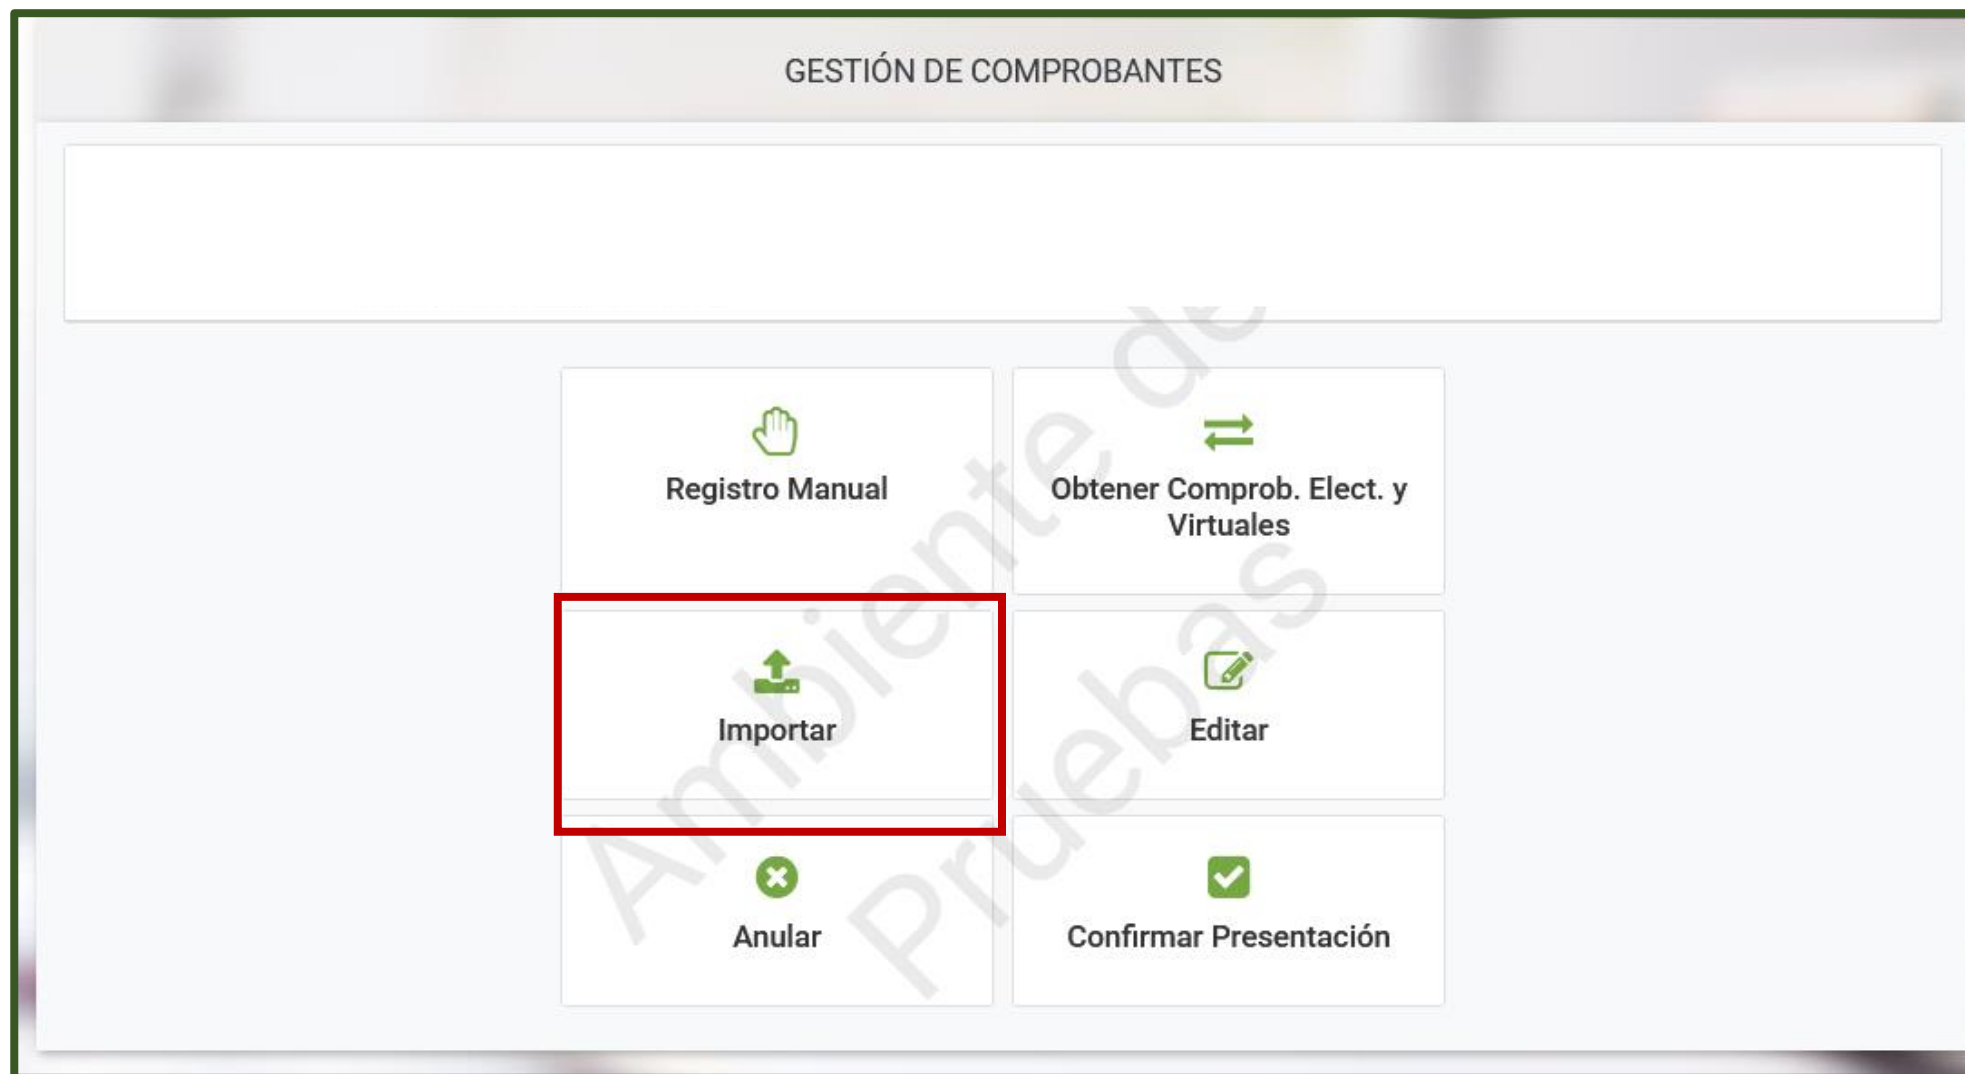 GESTIÓN DE COMPROBANTES
Registro Manual
Obtener Comprob. Elect. y
Virtuales
Importar
Editar
Anular
Confirmar Presentación
Ambiente de
Pruebas